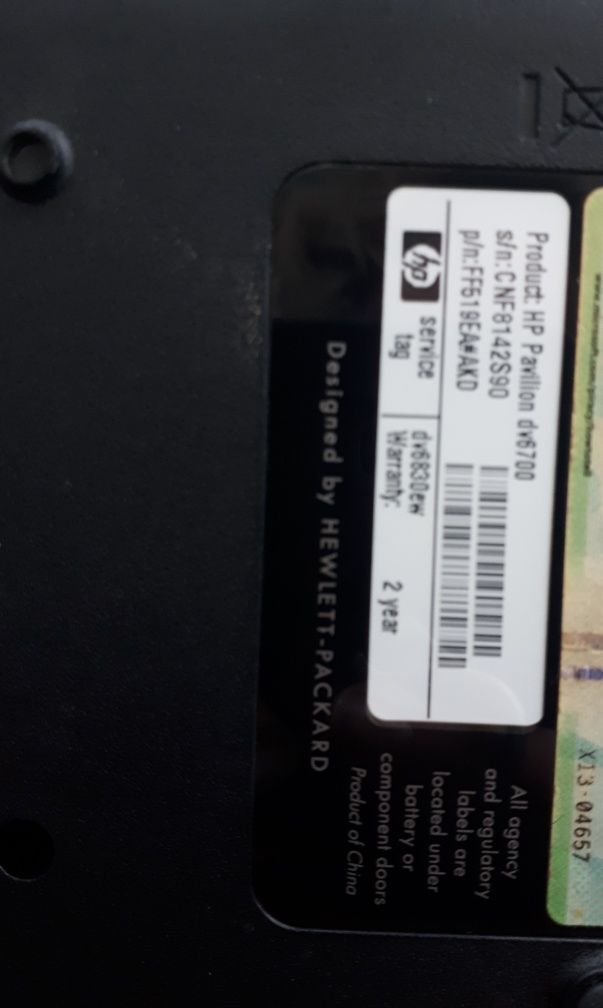 Product: HP Pavilion dv6700
s/n: CNF8142S90
p/n: FF519EA#AKD
hp service tag
dv6830ew
Warranty: 2 year
Designed by HEWLETT-PACKARD
All agency
and regulatory
labels are
located under
battery or
component doors
Product of China
X13-04657